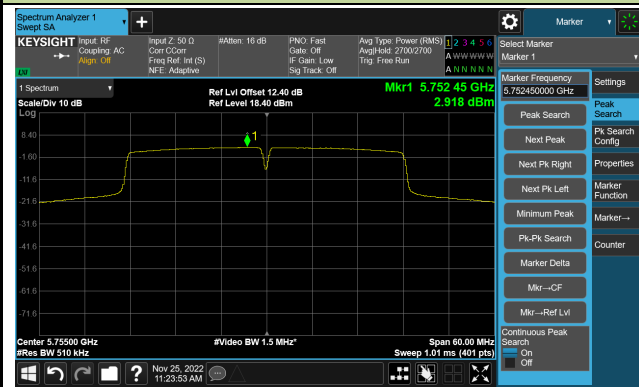 Spectrum Analyzer 1
Swept SA
Marker
KEYSIGHT
Input: RF
Coupling: AC
Align: Off
Input Z: 50 Ω
Corr CCorr
Freq Ref: Int (S)
NFE: Adaptive
#Atten: 16 dB
PNO: Fast
Gate: Off
IF Gain: Low
Sig Track: Off
Avg Type: Power (RMS)
Avg|Hold: 2700/2700
Trig: Free Run
1 2 3 4 5 6
A W W W W W
A N N N N N
LXI
Select Marker
Marker 1
1 Spectrum
Scale/Div 10 dB
Log
Ref Lvl Offset 12.40 dB
Ref Level 18.40 dBm
Mkr1 5.752 45 GHz
2.918 dBm
Marker Frequency
5.752450000 GHz
Peak Search
Next Peak
Next Pk Right
Next Pk Left
Minimum Peak
Pk-Pk Search
Marker Delta
Mkr→CF
Mkr→Ref Lvl
Continuous Peak
Search
On
Off
Settings
Peak
Search
Pk Search
Config
Properties
Marker
Function
Marker→
Counter
8.40
-1.60
-11.6
-21.6
-31.6
-41.6
-51.6
-61.6
-71.6
1
Center 5.75500 GHz
#Res BW 510 kHz
#Video BW 1.5 MHz*
Span 60.00 MHz
Sweep 1.01 ms (401 pts)
?
Nov 25, 2022
11:23:53 AM